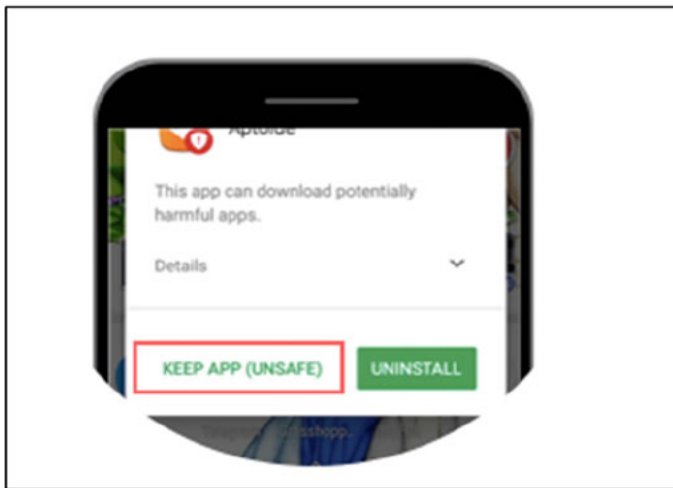 Aptoide
This app can download potentially
harmful apps.
Details
KEEP APP (UNSAFE)
UNINSTALL